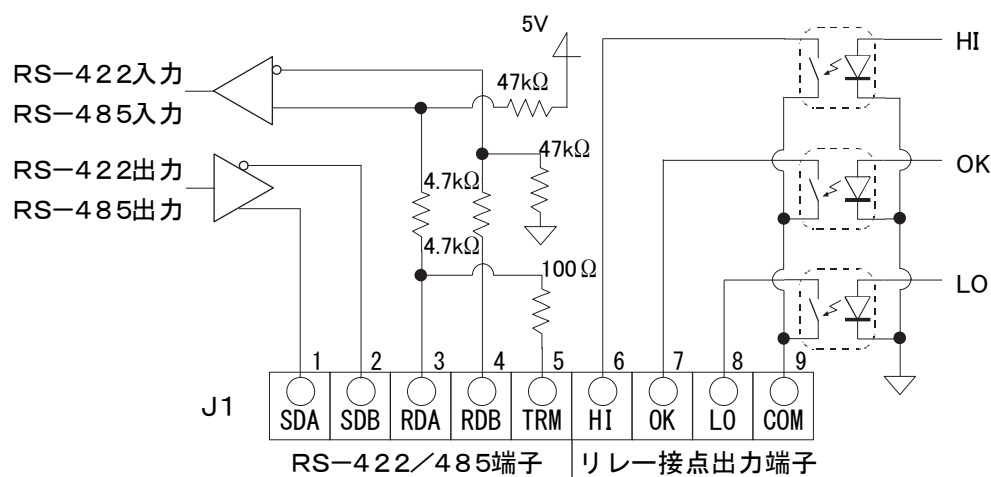 5V
HI
RS-422入力
47kΩ
RS-485入力
RS-422出力
47kΩ
OK
4.7kΩ
RS-485出力
4.7kΩ
100Ω
LO
1 2 3 4 5 6 7 8 9
J1
SDA SDB RDA RDB TRM HI OK LO COM
RS-422/485端子 リレー接点出力端子